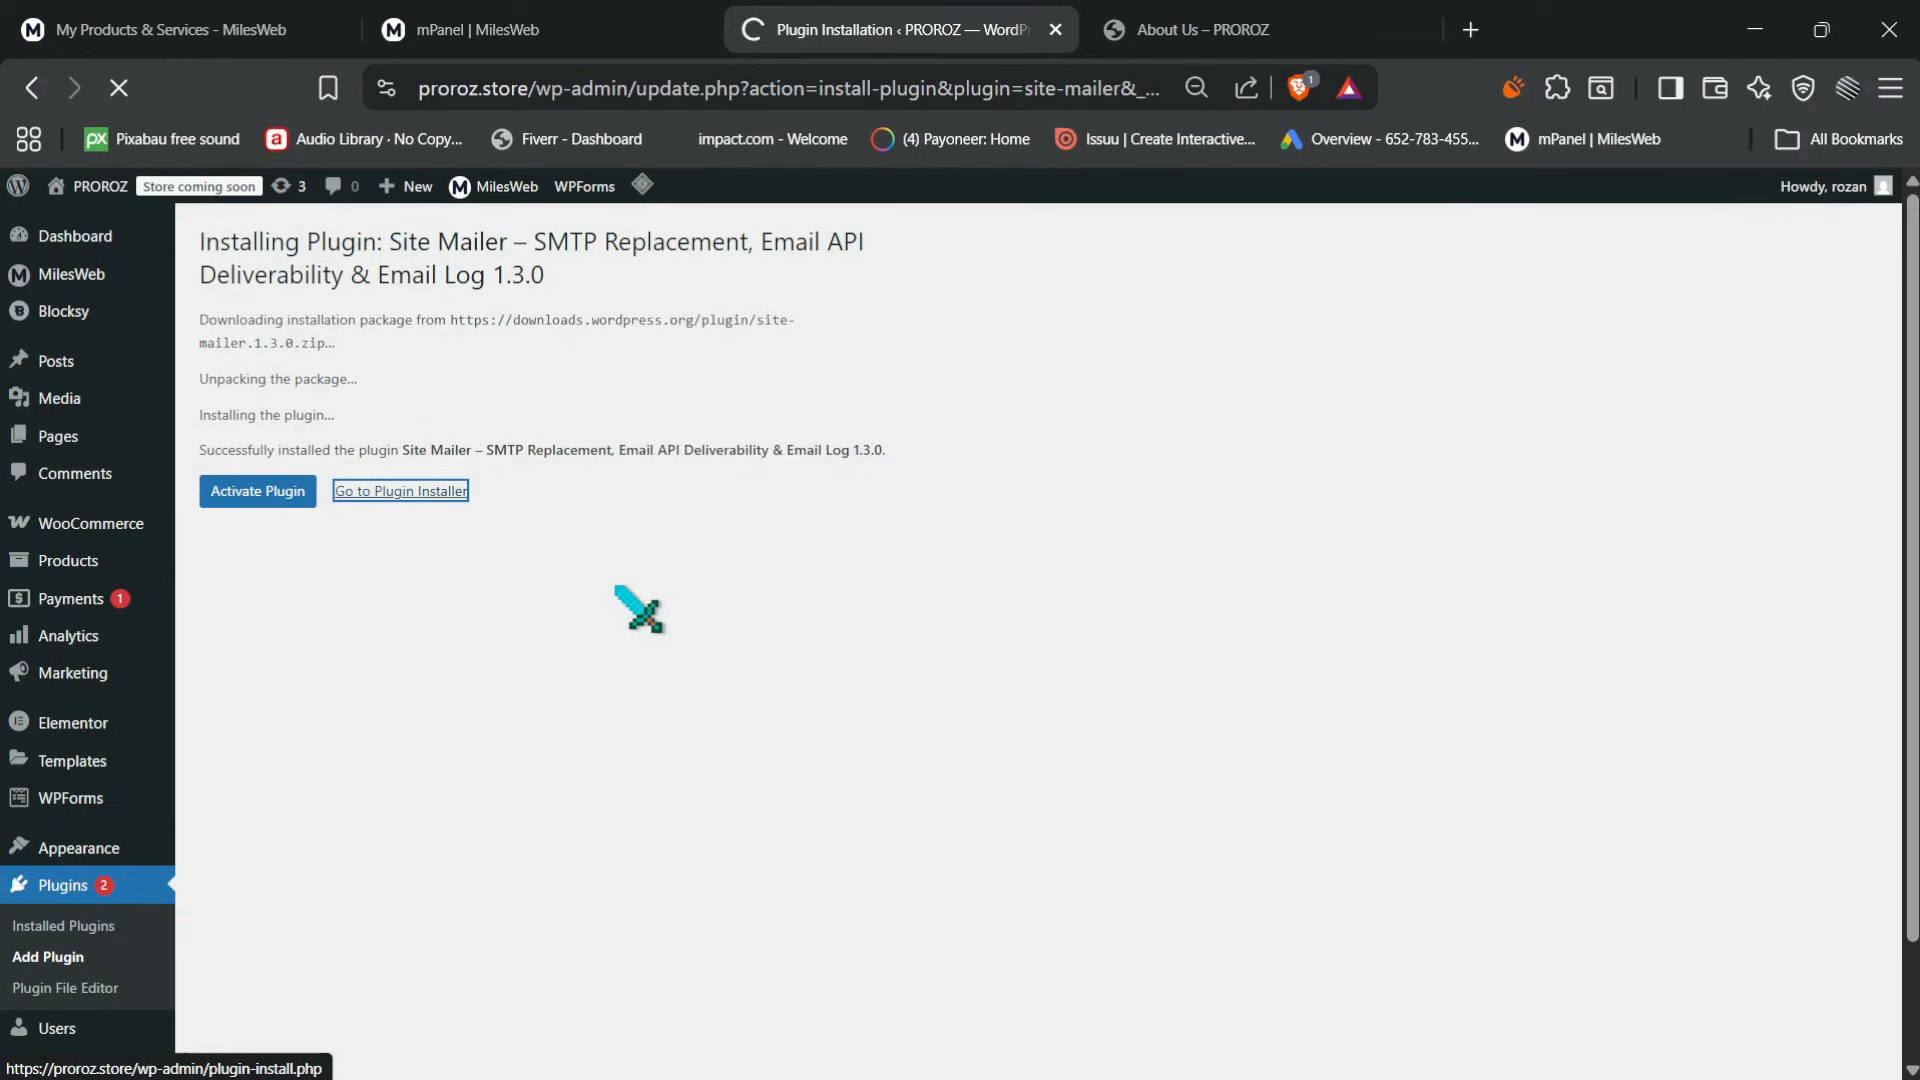 My Products & Services - MilesWeb
mPanel | MilesWeb
Plugin Installation ‹ PROROZ — WordPr
About Us – PROROZ
proroz.store/wp-admin/update.php?action=install-plugin&plugin=site-mailer&_...
1
px Pixabau free sound
a Audio Library · No Copy...
Fiverr - Dashboard
impact.com - Welcome
(4) Payoneer: Home
Issuu | Create Interactive...
Overview - 652-783-455...
mPanel | MilesWeb
All Bookmarks
PROROZ
Store coming soon
3
0
New
MilesWeb
WPForms
Howdy, rozan
Dashboard
MilesWeb
Blocksy
Posts
Media
Pages
Comments
WooCommerce
Products
Payments 1
Analytics
Marketing
Elementor
Templates
WPForms
Appearance
Plugins 2
Installed Plugins
Add Plugin
Plugin File Editor
Users
Installing Plugin: Site Mailer – SMTP Replacement, Email API
Deliverability & Email Log 1.3.0
Downloading installation package from https://downloads.wordpress.org/plugin/site-
mailer.1.3.0.zip…
Unpacking the package…
Installing the plugin…
Successfully installed the plugin Site Mailer – SMTP Replacement, Email API Deliverability & Email Log 1.3.0.
Activate Plugin
Go to Plugin Installer
https://proroz.store/wp-admin/plugin-install.php